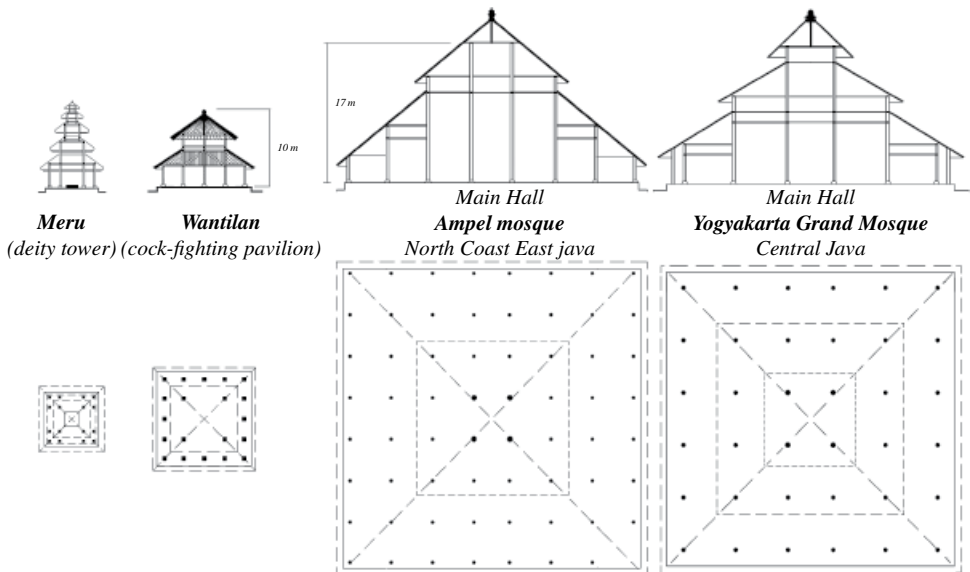 17 m
10 m
Meru
(deity tower)
Wantilan
(cock-fighting pavilion)
Main Hall
Ampel mosque
North Coast East java
Main Hall
Yogyakarta Grand Mosque
Central Java